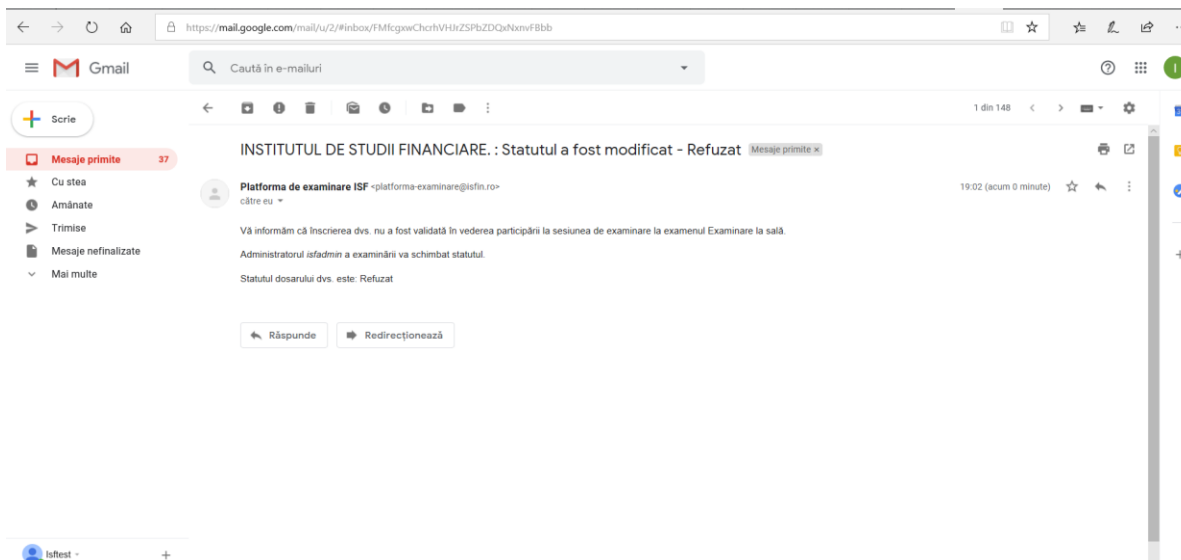 https://mail.google.com/mail/u/2/#inbox/FMfcgxwChcrhVHJrZSPbZDQxNxnvFBbb
Gmail
Caută în e-mailuri
Scrie
1 din 148
Mesaje primite 37
Cu stea
Amânate
Trimise
Mesaje nefinalizate
Mai multe
INSTITUTUL DE STUDII FINANCIARE. : Statutul a fost modificat - Refuzat Mesaje primite ×
Platforma de examinare ISF <platforma-examinare@isfin.ro> 19:02 (acum 0 minute)
către eu
Vă informăm că înscrierea dvs. nu a fost validată în vederea participării la sesiunea de examinare la examenul Examinare la sală.
Administratorul isfadmin a examinării va schimbat statutul.
Statutul dosarului dvs. este: Refuzat
Răspunde Redirecționează
Isftest